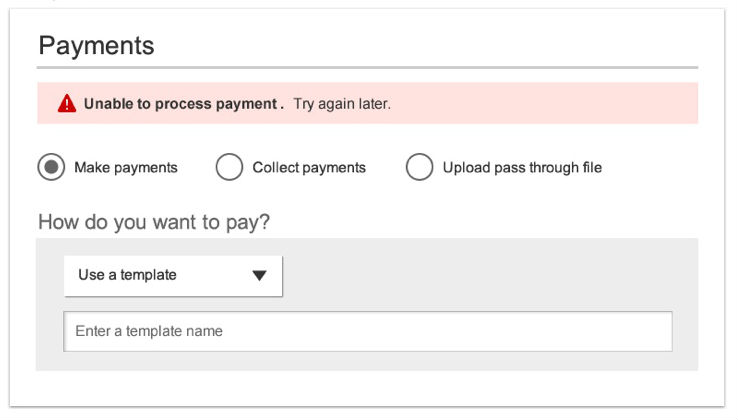 Payments
Unable to process payment . Try again later.
Make payments Collect payments Upload pass through file
How do you want to pay?
Use a template
Enter a template name